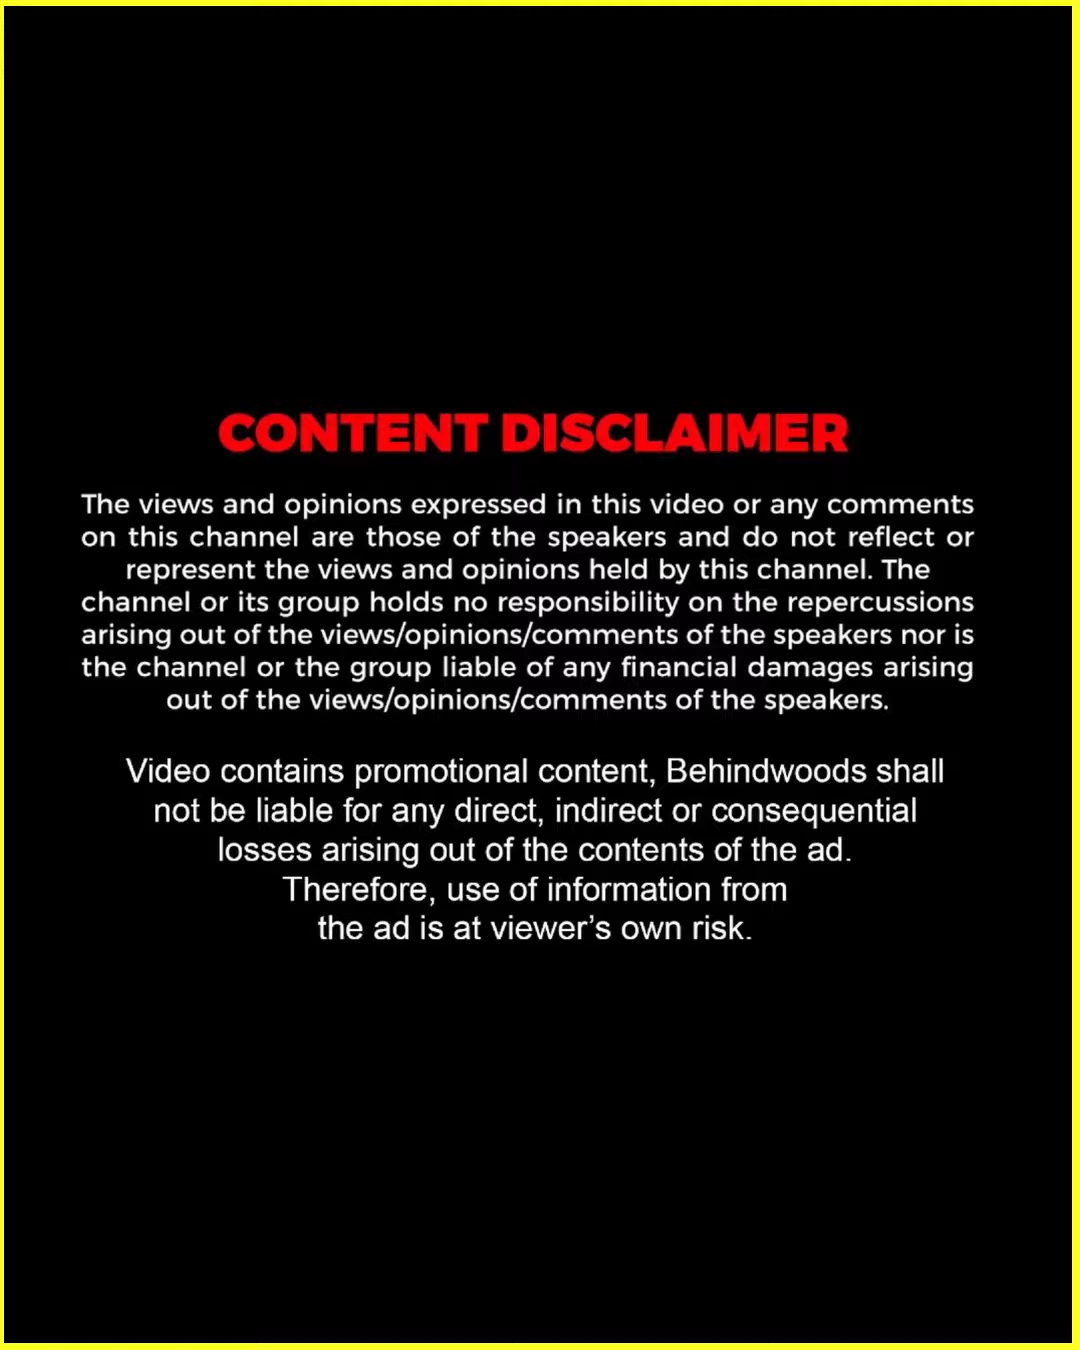 CONTENT DISCLAIMER
The views and opinions expressed in this video or any comments
on this channel are those of the speakers and do not reflect or
represent the views and opinions held by this channel. The
channel or its group holds no responsibility on the repercussions
arising out of the views/opinions/comments of the speakers nor is
the channel or the group liable of any financial damages arising
out of the views/opinions/comments of the speakers.
Video contains promotional content, Behindwoods shall
not be liable for any direct, indirect or consequential
losses arising out of the contents of the ad.
Therefore, use of information from
the ad is at viewer’s own risk.